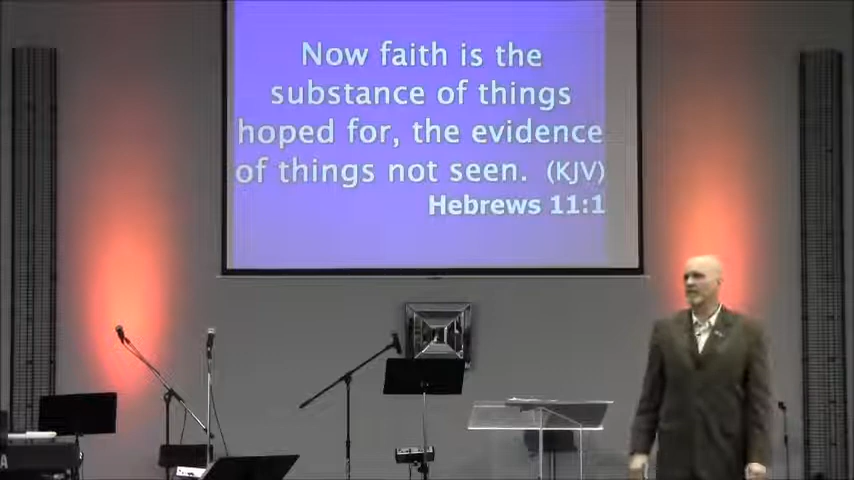 Now faith is the
substance of things
hoped for, the evidence
of things not seen. (KJV)
Hebrews 11:1